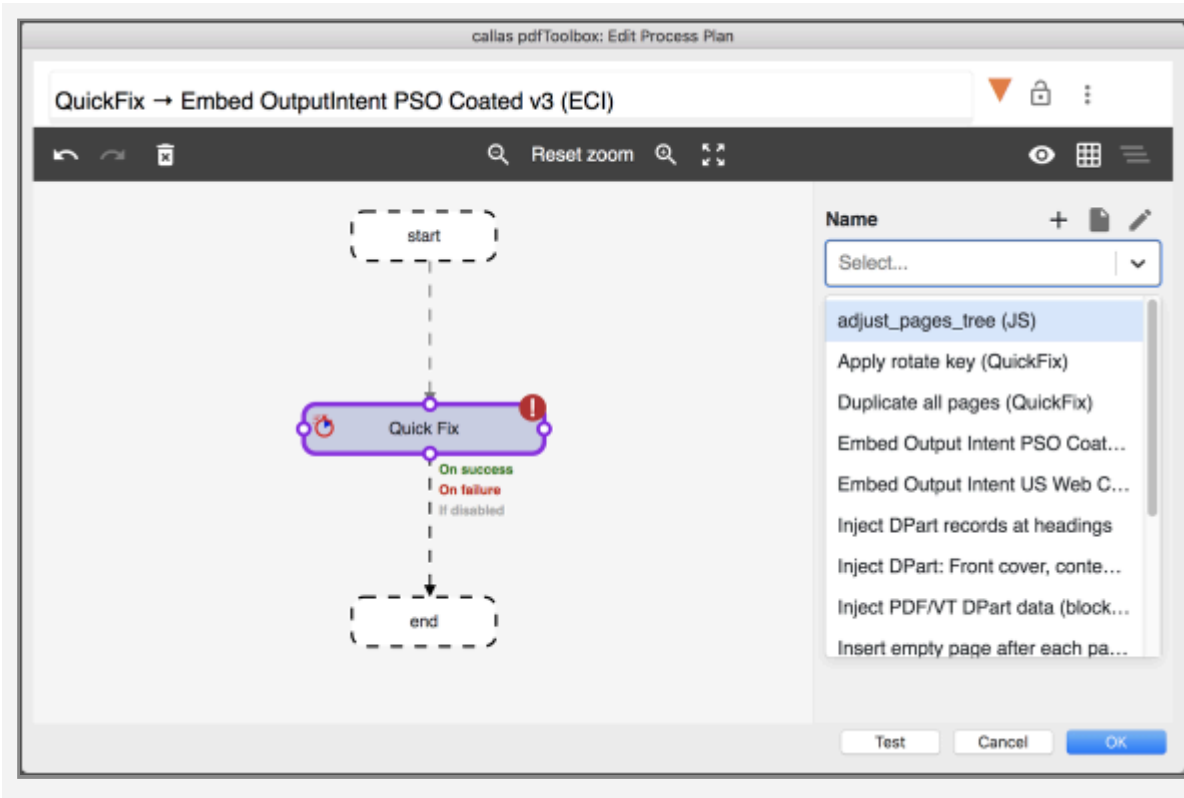 callas pdfToolbox: Edit Process Plan
QuickFix → Embed OutputIntent PSO Coated v3 (ECI)
Reset zoom
start
Quick Fix
On success
On failure
If disabled
end
Name
Select...
adjust_pages_tree (JS)
Apply rotate key (QuickFix)
Duplicate all pages (QuickFix)
Embed Output Intent PSO Coat...
Embed Output Intent US Web C...
Inject DPart records at headings
Inject DPart: Front cover, conte...
Inject PDF/VT DPart data (block...
Insert empty page after each pa...
Test Cancel OK